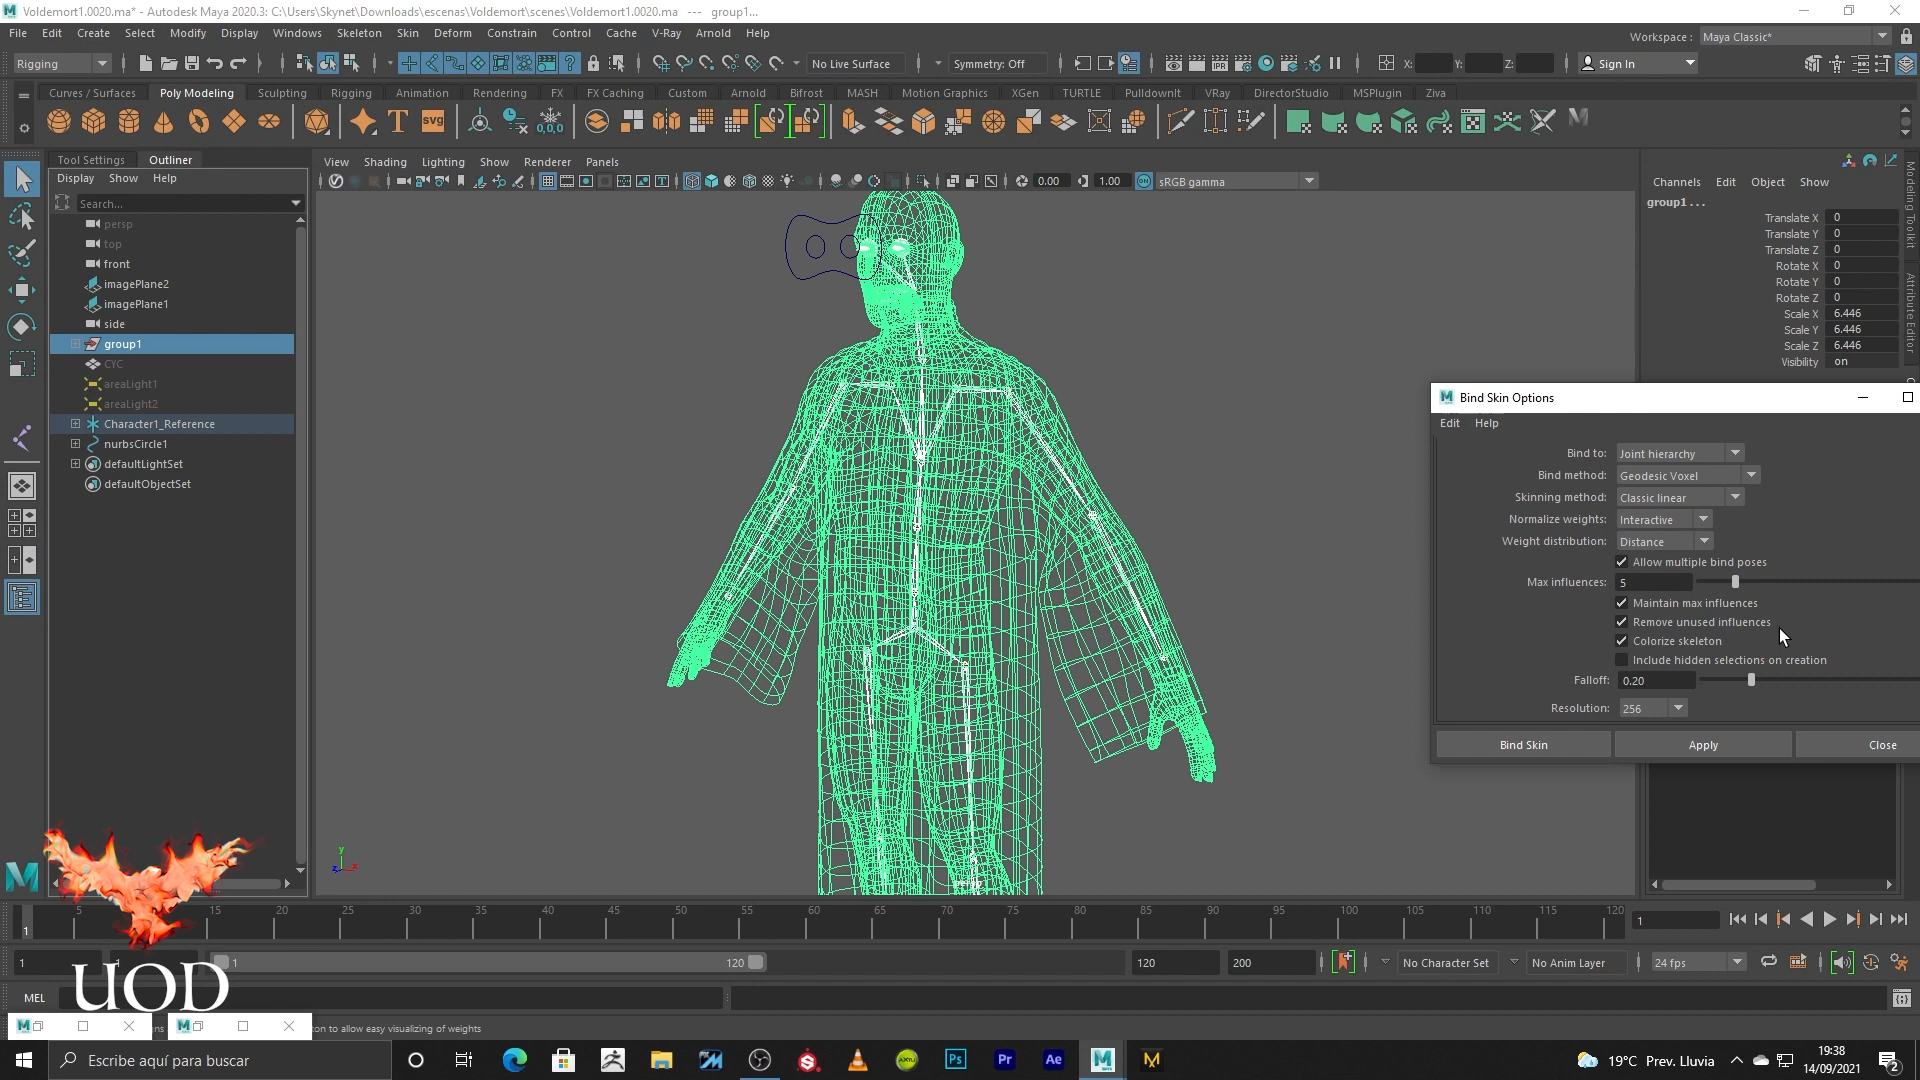 Voldemort1.0020.ma* - Autodesk Maya 2020.3: C:\Users\Skynet\Downloads\escenas\Voldemort\scenes\Voldemort1.0020.ma --- group1...
File Edit Create Select Modify Display Windows Skeleton Skin Deform Constrain Control Cache V-Ray Arnold Help
Workspace : Maya Classic*
Rigging No Live Surface Symmetry: Off X: Y: Z: Sign In
Curves / Surfaces Poly Modeling Sculpting Rigging Animation Rendering FX FX Caching Custom Arnold Bifrost MASH Motion Graphics XGen TURTLE PullDownIt VRay DirectorStudio MSPlugin Ziva
Tool Settings Outliner
Display Show Help
Search...
persp
top
front
imagePlane2
imagePlane1
side
group1
CYC
areaLight1
areaLight2
Character1_Reference
nurbsCircle1
defaultLightSet
defaultObjectSet
View Shading Lighting Show Renderer Panels
0.00 1.00 sRGB gamma
Channels Edit Object Show
group1...
Translate X 0
Translate Y 0
Translate Z 0
Rotate X 0
Rotate Y 0
Rotate Z 0
Scale X 6.446
Scale Y 6.446
Scale Z 6.446
Visibility on
Modeling Toolkit
Attribute Editor
Bind Skin Options
Edit Help
Bind to: Joint hierarchy
Bind method: Geodesic Voxel
Skinning method: Classic linear
Normalize weights: Interactive
Weight distribution: Distance
Allow multiple bind poses
Max influences: 5
Maintain max influences
Remove unused influences
Colorize skeleton
Include hidden selections on creation
Falloff: 0.20
Resolution: 256
Bind Skin Apply Close
5 15 20 25 30 35 40 45 50 55 60 65 70 75 80 85 90 95 100 105 110 115 120
1 1
1 1 120 120 200 No Character Set No Anim Layer 24 fps
UOD
MEL
ton to allow easy visualizing of weights
Escribe aquí para buscar
19°C Prev. Lluvia
19:38
14/09/2021
2